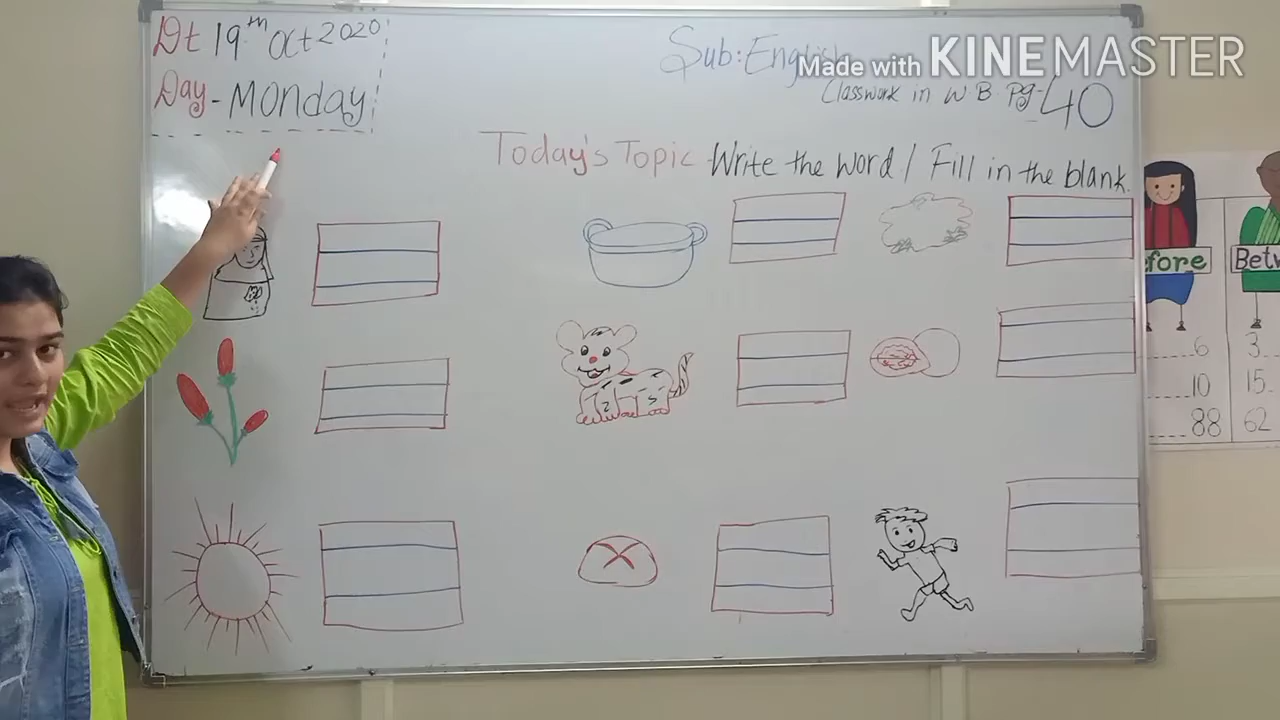 Dt 19th Oct 2020
Day - Monday
Sub: English
Made with KINEMASTER
Classwork in W B. Pg- 40
Today's Topic Write the word / Fill in the blank.
fore
Betw
6
3
10
15
88
62